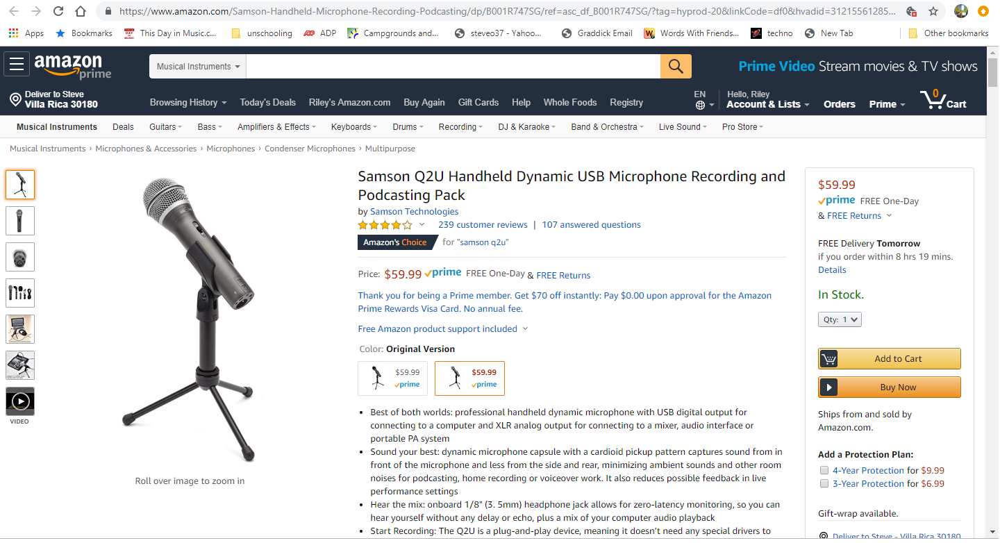 https://www.amazon.com/Samson-Handheld-Microphone-Recording-Podcasting/dp/B001R747SG/ref=asc_df_B001R747SG/?tag=hyprod-20&linkCode=df0&hvadid=31215561285...
Apps Bookmarks This Day in Music.c... unschooling ADP Campgrounds and... steveo37 - Yahoo... Graddick Email Words With Friends... techno New Tab Other bookmarks
amazon prime Musical Instruments Prime Video Stream movies & TV shows
Deliver to Steve
Villa Rica 30180
Browsing History Today's Deals Riley's Amazon.com Buy Again Gift Cards Help Whole Foods Registry
EN
Hello, Riley
Account & Lists Orders Prime 0 Cart
Musical Instruments Deals Guitars Bass Amplifiers & Effects Keyboards Drums Recording DJ & Karaoke Band & Orchestra Live Sound Pro Store
Musical Instruments › Microphones & Accessories › Microphones › Condenser Microphones › Multipurpose
VIDEO
Roll over image to zoom in
Samson Q2U Handheld Dynamic USB Microphone Recording and
Podcasting Pack
by Samson Technologies
239 customer reviews | 107 answered questions
Amazon's Choice for "samson q2u"
Price: $59.99 prime FREE One-Day & FREE Returns
Thank you for being a Prime member. Get $70 off instantly: Pay $0.00 upon approval for the Amazon
Prime Rewards Visa Card. No annual fee.
Free Amazon product support included
Color: Original Version
$59.99 prime
$59.99 prime
• Best of both worlds: professional handheld dynamic microphone with USB digital output for
connecting to a computer and XLR analog output for connecting to a mixer, audio interface or
portable PA system
• Sound your best: dynamic microphone capsule with a cardioid pickup pattern captures sound from in
front of the microphone and less from the side and rear, minimizing ambient sounds and other room
noises for podcasting, home recording or voiceover work. It also reduces possible feedback in live
performance settings
• Hear the mix: onboard 1/8" (3. 5mm) headphone jack allows for zero-latency monitoring, so you can
hear yourself without any delay or echo, plus a mix of your computer audio playback
• Start Recording: The Q2U is a plug-and-play device, meaning it doesn’t need any special drivers to
$59.99
prime FREE One-Day
& FREE Returns
FREE Delivery Tomorrow
if you order within 8 hrs 19 mins.
Details
In Stock.
Qty: 1
Add to Cart
Buy Now
Ships from and sold by
Amazon.com.
Add a Protection Plan:
4-Year Protection for $9.99
3-Year Protection for $6.99
Gift-wrap available.
Deliver to Steve - Villa Rica 30180